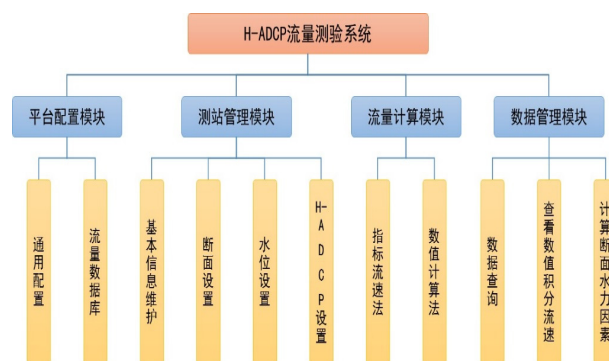 H-ADCP流量测验系统
平台配置模块
测站管理模块
流量计算模块
数据管理模块
通用配置
流量数据库
基本信息维护
断面设置
水位设置
H-ADCP设置
指标流速法
数值计算法
数据查询
查看数值积分流速
计算断面水力因素